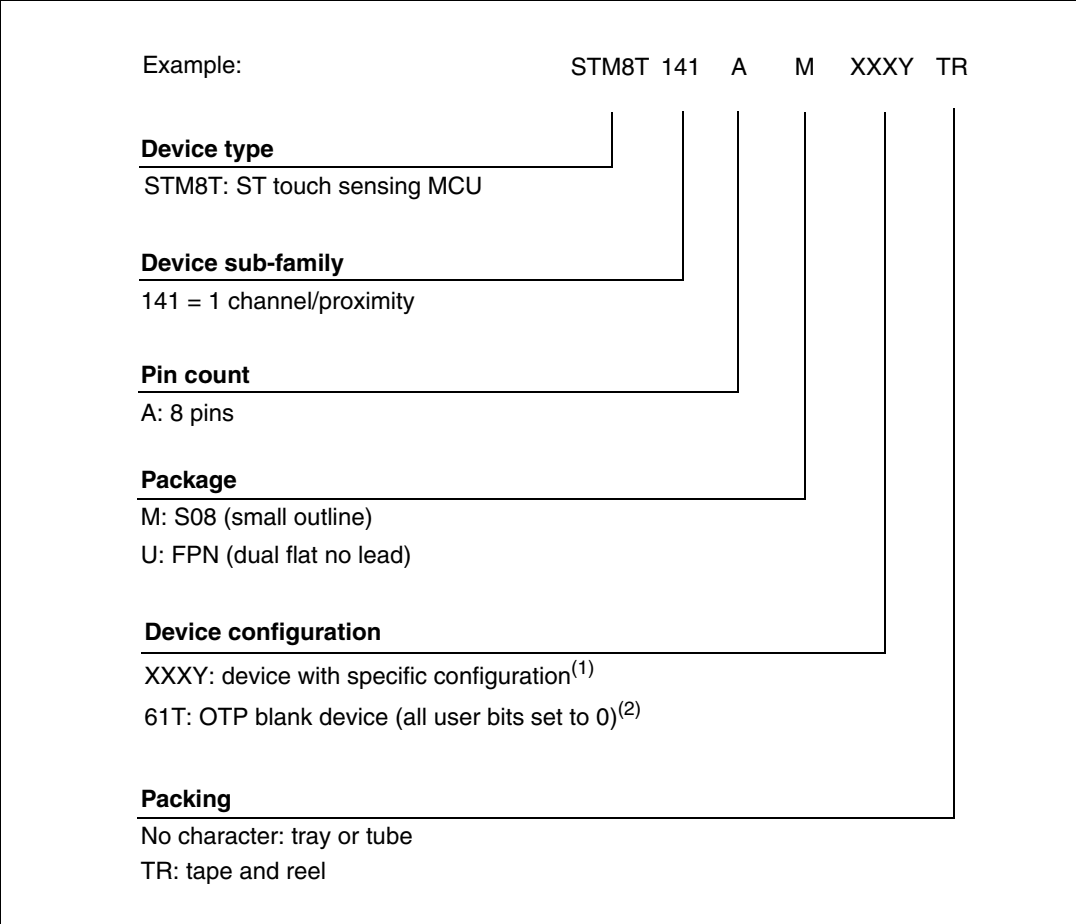 Example: STM8T 141 A M XXXY TR
Device type
STM8T: ST touch sensing MCU
Device sub-family
141 = 1 channel/proximity
Pin count
A: 8 pins
Package
M: S08 (small outline)
U: FPN (dual flat no lead)
Device configuration
XXXY: device with specific configuration(1)
61T: OTP blank device (all user bits set to 0)(2)
Packing
No character: tray or tube
TR: tape and reel